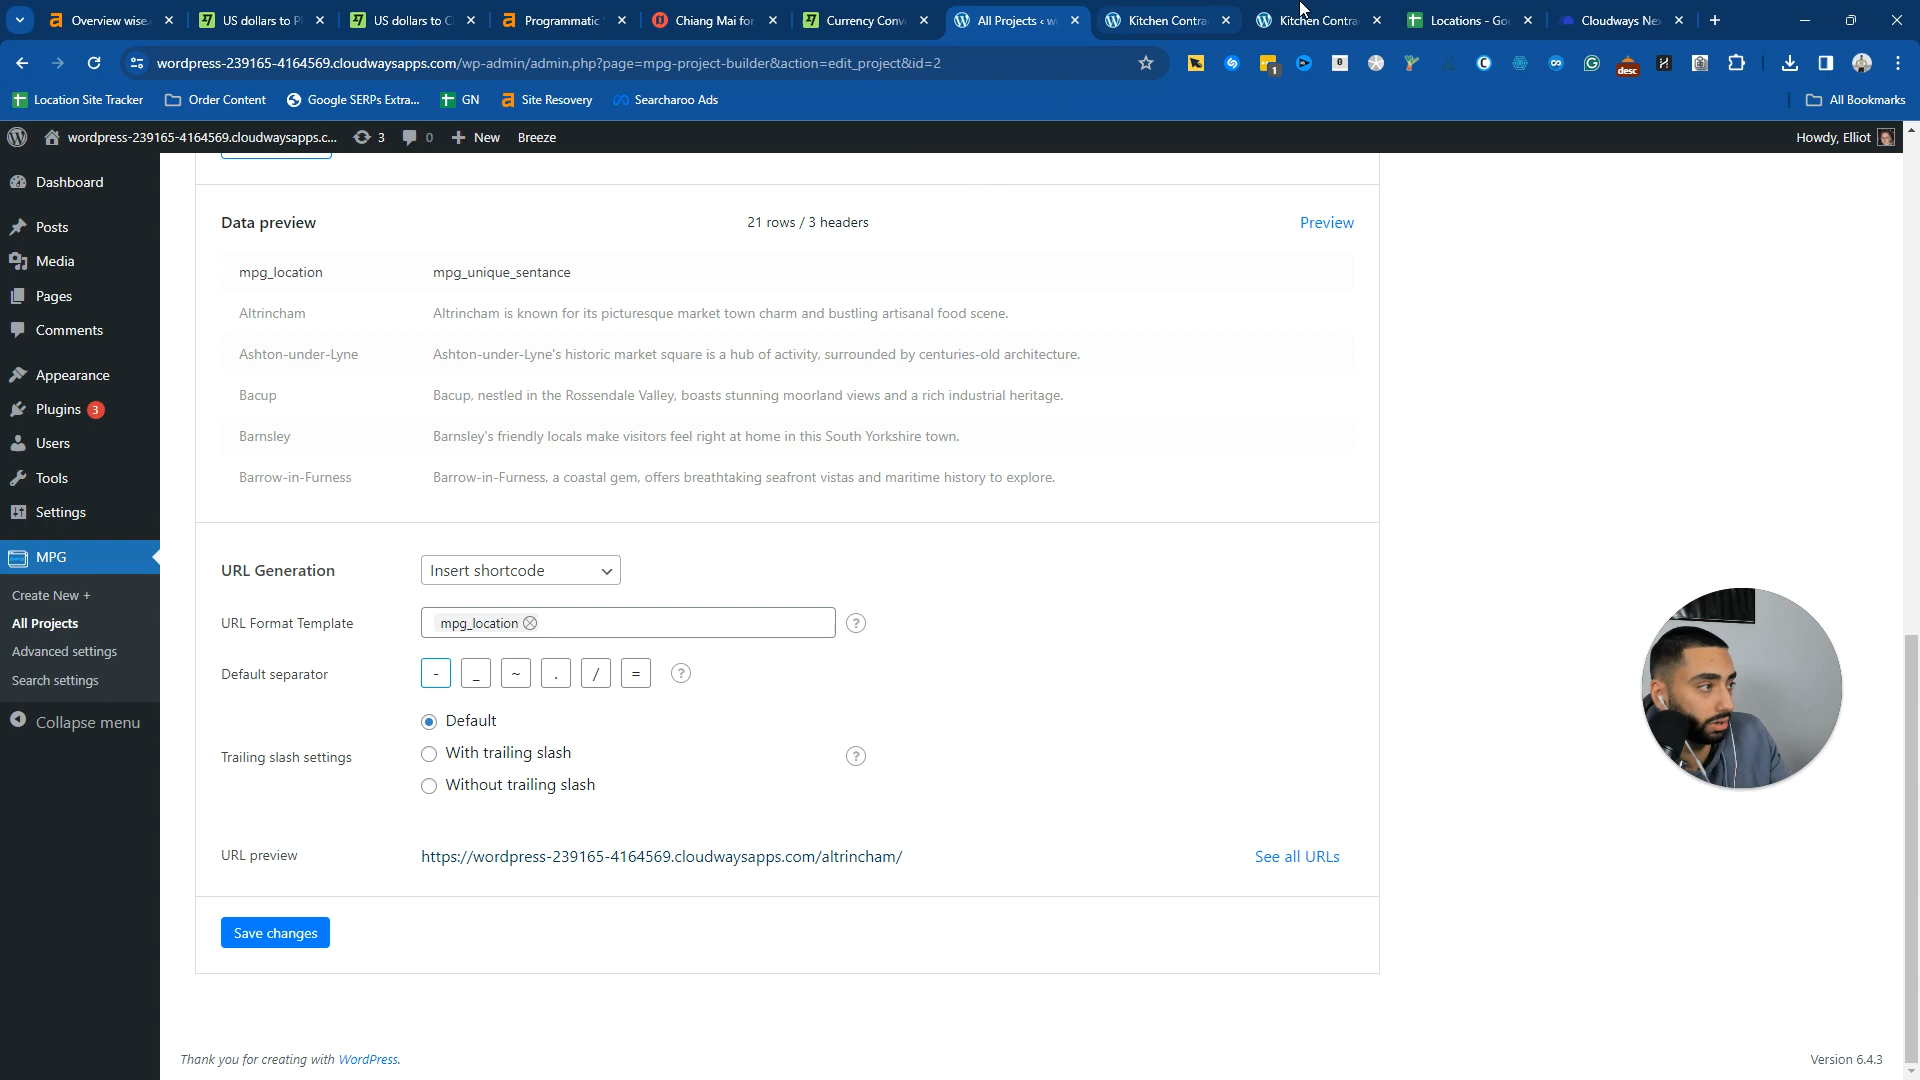 Overview wise.
US dollars to P
US dollars to C
Programmatic
Chiang Mai for
Currency Conv
All Projects ‹ w
Kitchen Contra
Kitchen Contra
Locations - Go
Cloudways Ne
wordpress-239165-4164569.cloudwaysapps.com/wp-admin/admin.php?page=mpg-project-builder&action=edit_project&id=2
Location Site Tracker
Order Content
Google SERPs Extra...
GN
Site Recovery
Searcharoo Ads
All Bookmarks
wordpress-239165-4164569.cloudwaysapps.c...
3
0
New
Breeze
Howdy, Elliot
Dashboard
Posts
Media
Pages
Comments
Appearance
Plugins 3
Users
Tools
Settings
MPG
Create New +
All Projects
Advanced settings
Search settings
Collapse menu
Data preview
21 rows / 3 headers
Preview
mpg_location mpg_unique_sentance
Altrincham Altrincham is known for its picturesque market town charm and bustling artisanal food scene.
Ashton-under-Lyne Ashton-under-Lyne's historic market square is a hub of activity, surrounded by centuries-old architecture.
Bacup Bacup, nestled in the Rossendale Valley, boasts stunning moorland views and a rich industrial heritage.
Barnsley Barnsley's friendly locals make visitors feel right at home in this South Yorkshire town.
Barrow-in-Furness Barrow-in-Furness, a coastal gem, offers breathtaking seafront vistas and maritime history to explore.
URL Generation Insert shortcode
URL Format Template mpg_location ?
Default separator - _ ~ . / = ?
Default
Trailing slash settings With trailing slash ?
Without trailing slash
URL preview https://wordpress-239165-4164569.cloudwaysapps.com/altrincham/ See all URLs
Save changes
Thank you for creating with WordPress.
Version 6.4.3